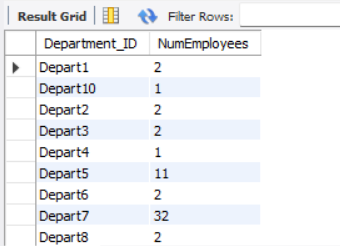 Result Grid Filter Rows:
Department_ID NumEmployees
Depart1 2
Depart10 1
Depart2 2
Depart3 2
Depart4 1
Depart5 11
Depart6 2
Depart7 32
Depart8 2